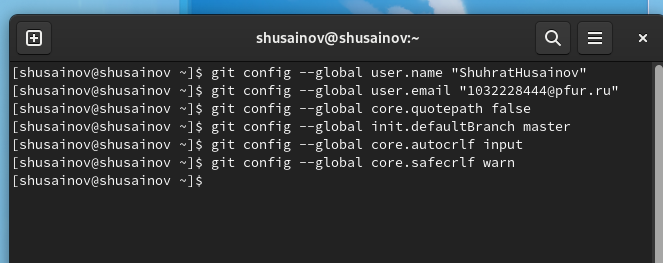 shusainov@shusainov:~
[shusainov@shusainov ~]$ git config --global user.name "ShuhratHusainov"
[shusainov@shusainov ~]$ git config --global user.email "1032228444@pfur.ru"
[shusainov@shusainov ~]$ git config --global core.quotepath false
[shusainov@shusainov ~]$ git config --global init.defaultBranch master
[shusainov@shusainov ~]$ git config --global core.autocrlf input
[shusainov@shusainov ~]$ git config --global core.safecrlf warn
[shusainov@shusainov ~]$